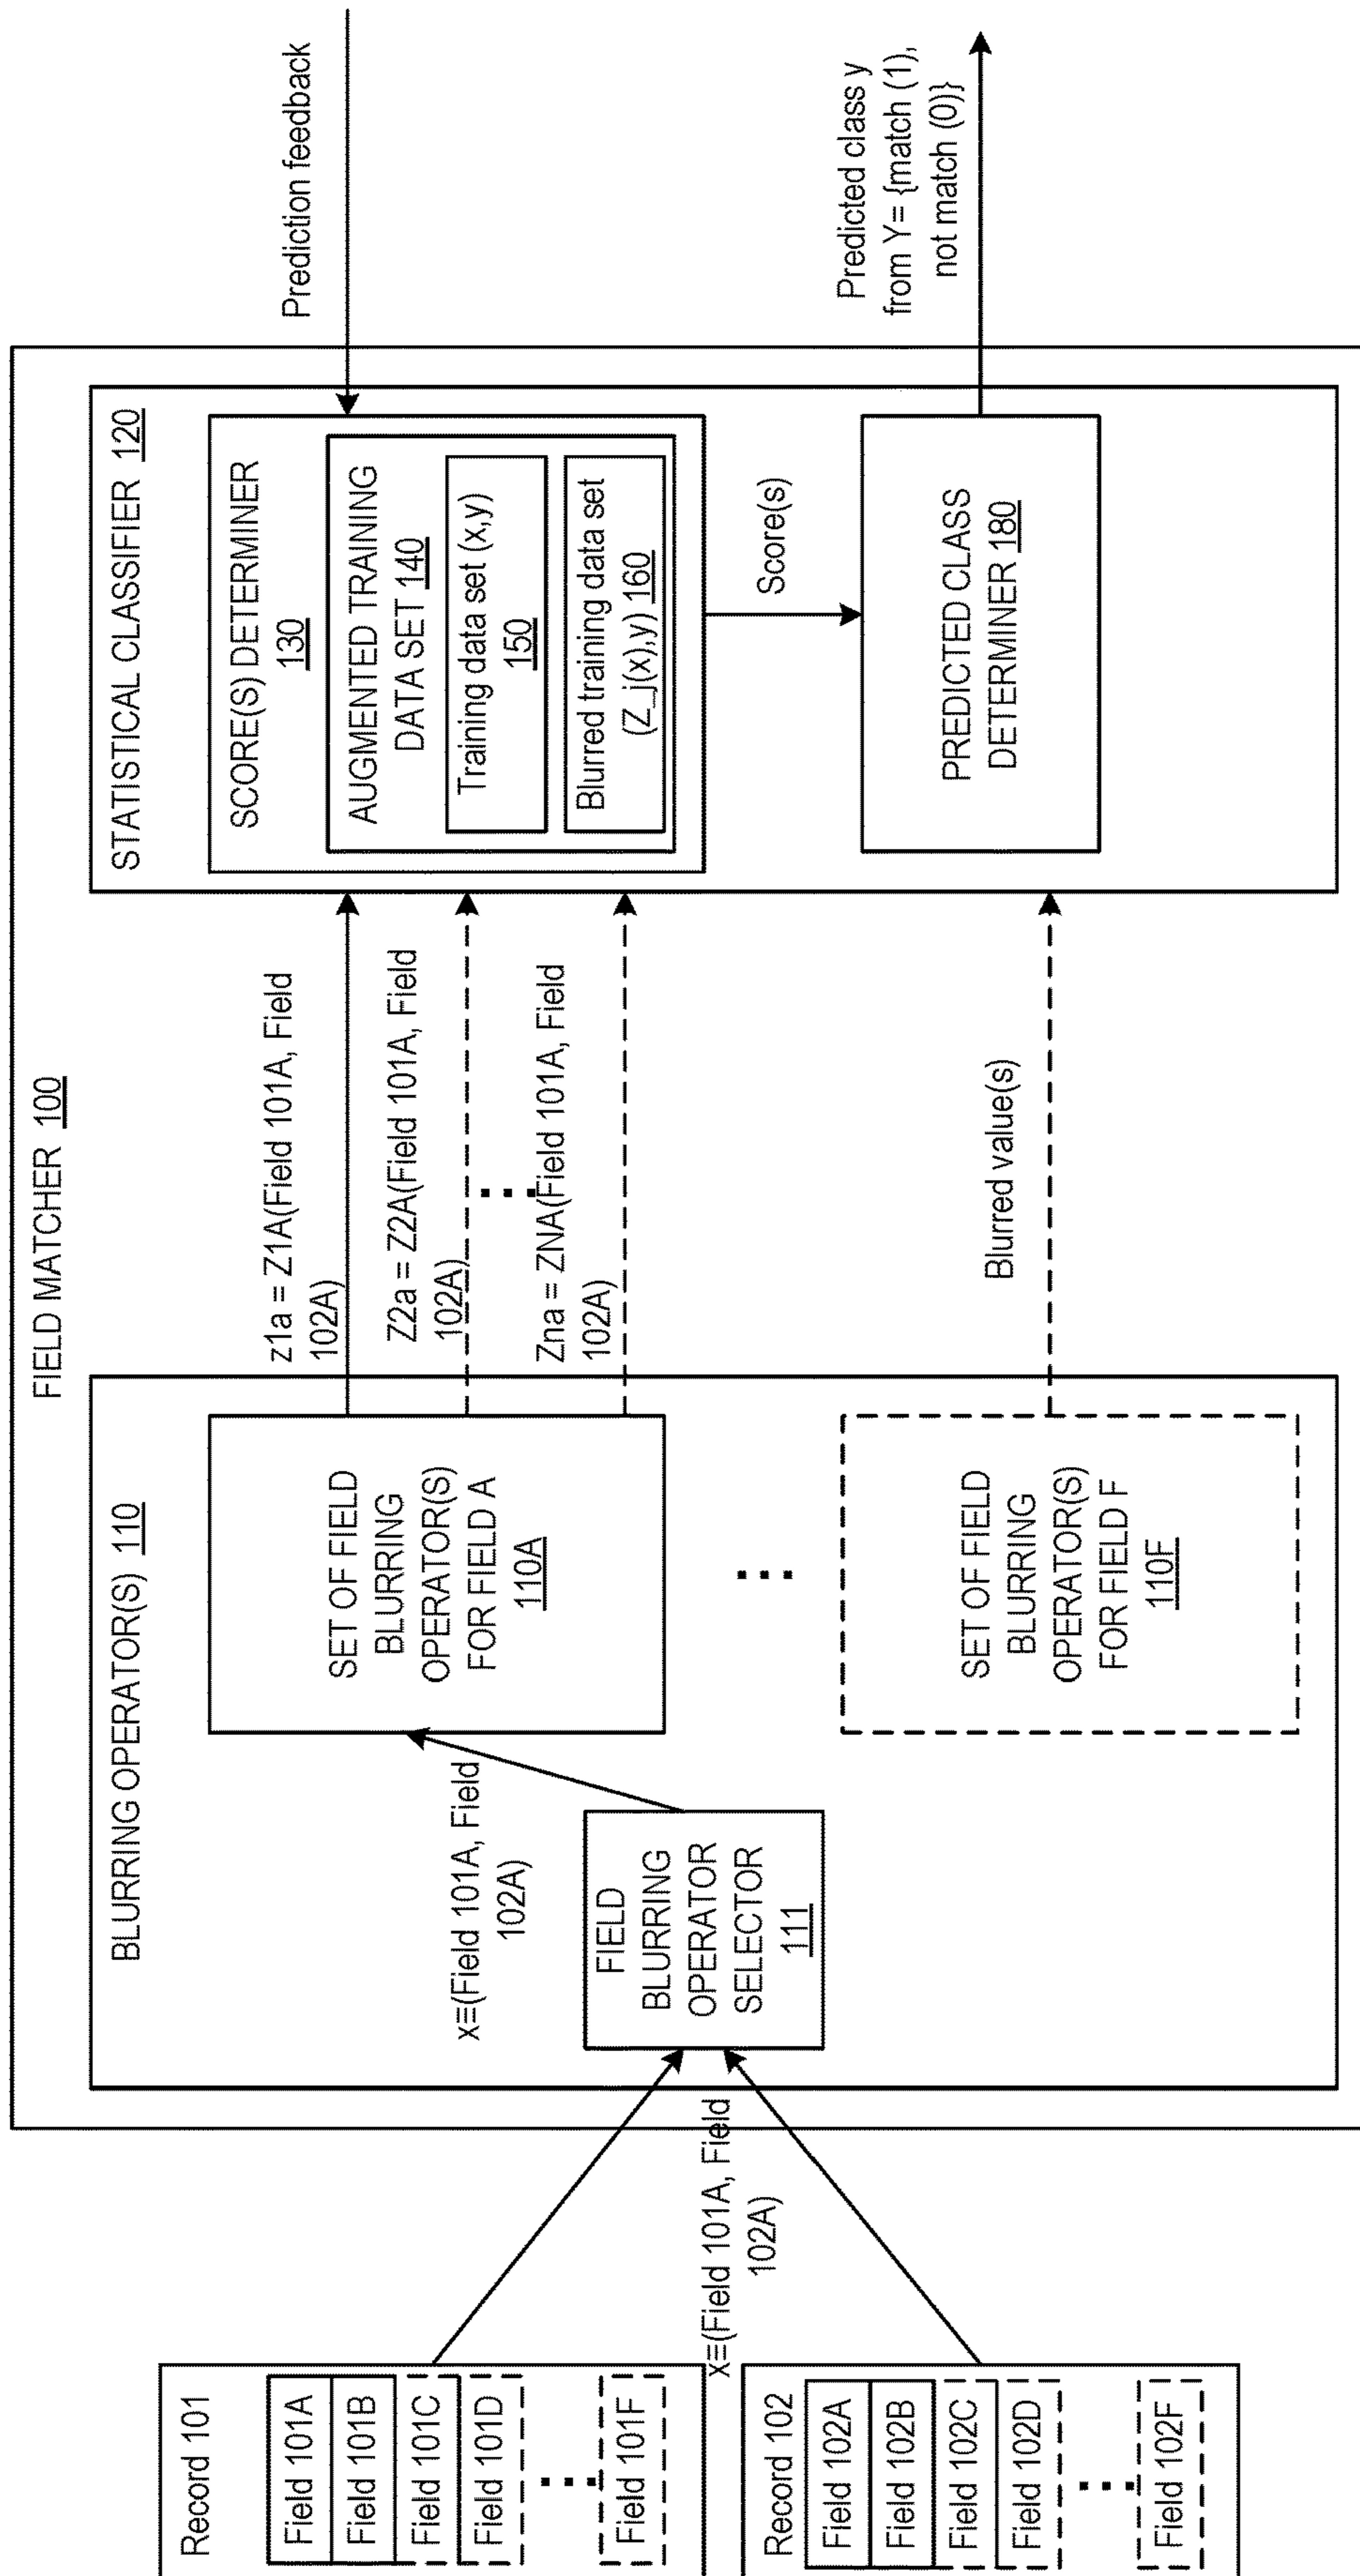 Record 101
Field 101A
Field 101B
Field 101C
Field 101D
Field 101F
Record 102
Field 102A
Field 102B
Field 102C
Field 102D
Field 102F
x≡(Field 101A, Field
102A)
FIELD MATCHER 100
BLURRING OPERATOR(S) 110
FIELD
BLURRING
OPERATOR
SELECTOR
111
x≡(Field 101A, Field
102A)
SET OF FIELD
BLURRING
OPERATOR(S)
FOR FIELD A
110A
SET OF FIELD
BLURRING
OPERATOR(S)
FOR FIELD F
110F
z1a = Z1A(Field 101A, Field
102A)
Z2a = Z2A(Field 101A, Field
102A)
Zna = ZNA(Field 101A, Field
102A)
Blurred value(s)
STATISTICAL CLASSIFIER 120
SCORE(S) DETERMINER
130
AUGMENTED TRAINING
DATA SET 140
Training data set (x,y)
150
Blurred training data set
(Z_j(x),y) 160
Score(s)
PREDICTED CLASS
DETERMINER 180
Prediction feedback
Predicted class y
from Y= {match (1),
not match (0)}